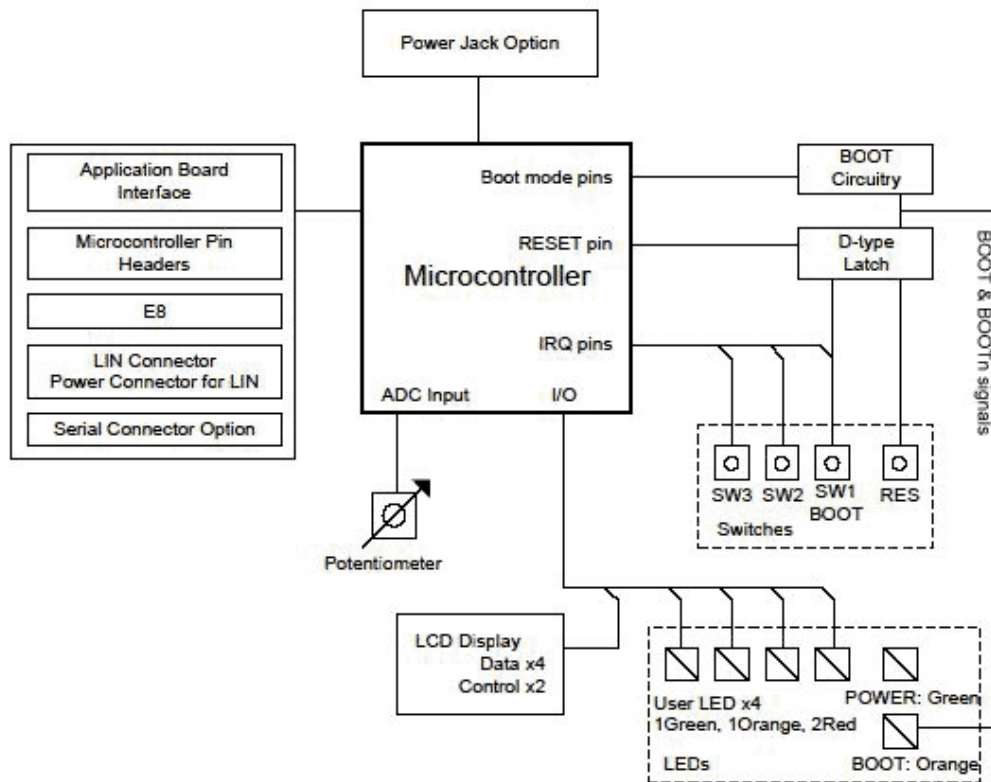 Power Jack Option
Application Board
Interface
Microcontroller Pin
Headers
E8
LIN Connector
Power Connector for LIN
Serial Connector Option
Boot mode pins
RESET pin
Microcontroller
IRQ pins
ADC Input
I/O
BOOT
Circuitry
D-type
Latch
BOOT & BOOTn signals
SW3
SW2
SW1
BOOT
RES
Switches
Potentiometer
LCD Display
Data x4
Control x2
User LED x4
1Green, 1Orange, 2Red
POWER: Green
BOOT: Orange
LEDs